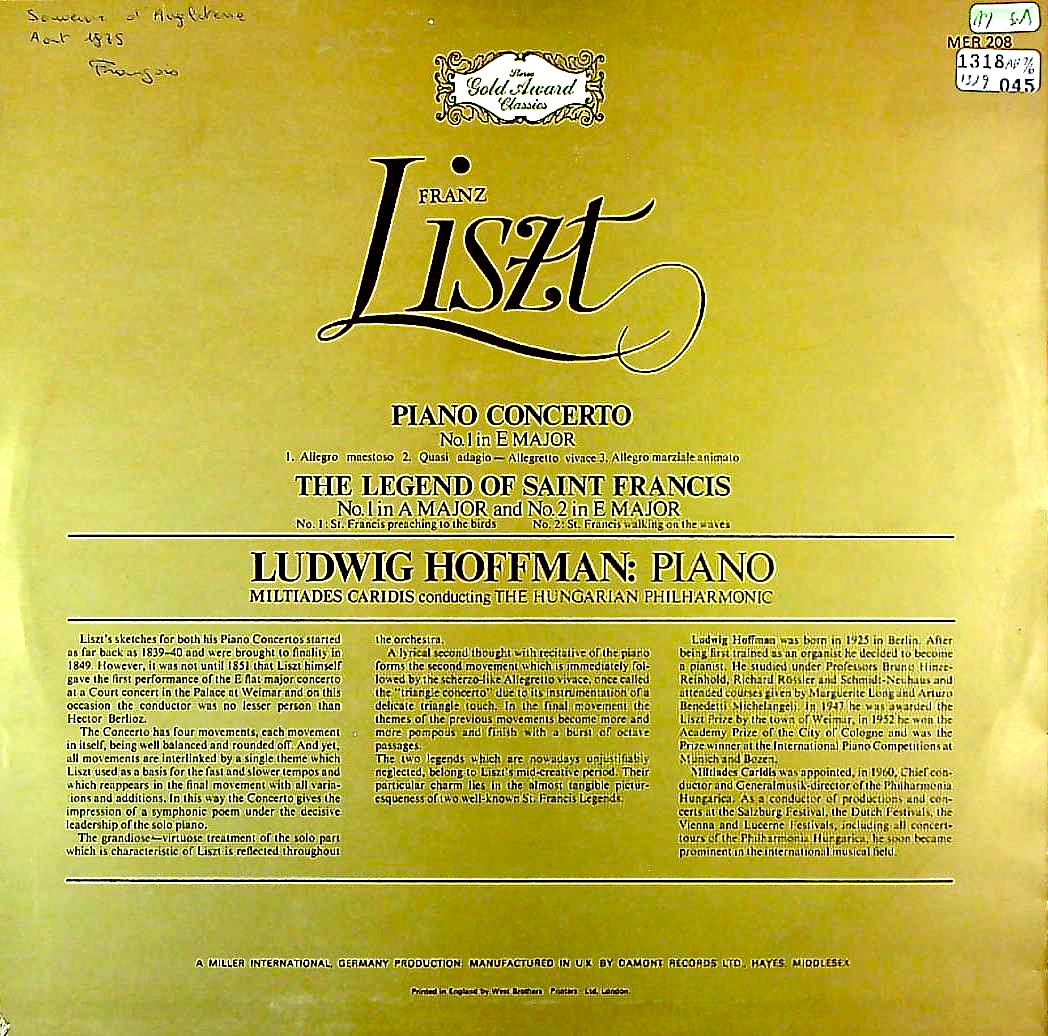 Souvenir d'Angleterre
Août 1975
François
MER 208
1318
1319 045
Stereo
Gold Award
Classics
FRANZ
Liszt
PIANO CONCERTO
No.1 in E MAJOR
1. Allegro maestoso 2. Quasi adagio — Allegretto vivace 3. Allegro marziale animato
THE LEGEND OF SAINT FRANCIS
No.1 in A MAJOR and No.2 in E MAJOR
No. 1: St. Francis preaching to the birds No. 2: St. Francis walking on the waves
LUDWIG HOFFMAN: PIANO
MILTIADES CARIDIS conducting THE HUNGARIAN PHILHARMONIC
Liszt's sketches for both his Piano Concertos started
as far back as 1839–40 and were brought to finality in
1849. However, it was not until 1851 that Liszt himself
gave the first performance of the E flat major concerto
at a Court concert in the Palace at Weimar and on this
occasion the conductor was no lesser person than
Hector Berlioz.
The Concerto has four movements, each movement
in itself, being well balanced and rounded off. And yet,
all movements are interlinked by a single theme which
Liszt used as a basis for the fast and slower tempos and
which reappears in the final movement with all varia-
tions and additions. In this way the Concerto gives the
impression of a symphonic poem under the decisive
leadership of the solo piano.
The grandiose—virtuose treatment of the solo part
which is characteristic of Liszt is reflected throughout
the orchestra.
A lyrical second thought with recitative of the piano
forms the second movement which is immediately fol-
lowed by the scherzo-like Allegretto vivace, once called
the "triangle concerto" due to its instrumentation of a
delicate triangle touch. In the final movement the
themes of the previous movements become more and
more pompous and finish with a burst of octave
passages.
The two legends which are nowadays unjustifiably
neglected, belong to Liszt's mid-creative period. Their
particular charm lies in the almost tangible pictur-
esqueness of two well-known St. Francis Legends.
Ludwig Hoffman was born in 1925 in Berlin. After
being first trained as an organist he decided to become
a pianist. He studied under Professors Bruno Hinze-
Reinhold, Richard Rössler and Schmidt-Neuhaus and
attended courses given by Marguerite Long and Arturo
Benedetti Michelangeli. In 1947 he was awarded the
Liszt Prize by the town of Weimar, in 1952 he won the
Academy Prize of the City of Cologne and was the
Prize winner at the International Piano Competitions at
Munich and Bozen.
Miltiades Caridis was appointed, in 1960, Chief con-
ductor and Generalmusik-director of the Philharmonia
Hungarica. As a conductor of productions and con-
certs at the Salzburg Festival, the Dutch Festivals, the
Vienna and Lucerne Festivals, including all concert-
tours of the Philharmonia Hungarica, he soon became
prominent in the international musical field.
A MILLER INTERNATIONAL, GERMANY PRODUCTION: MANUFACTURED IN U.K. BY DAMONT RECORDS LTD., HAYES, MIDDLESEX
Printed in England by West Brothers Printers Ltd. London.